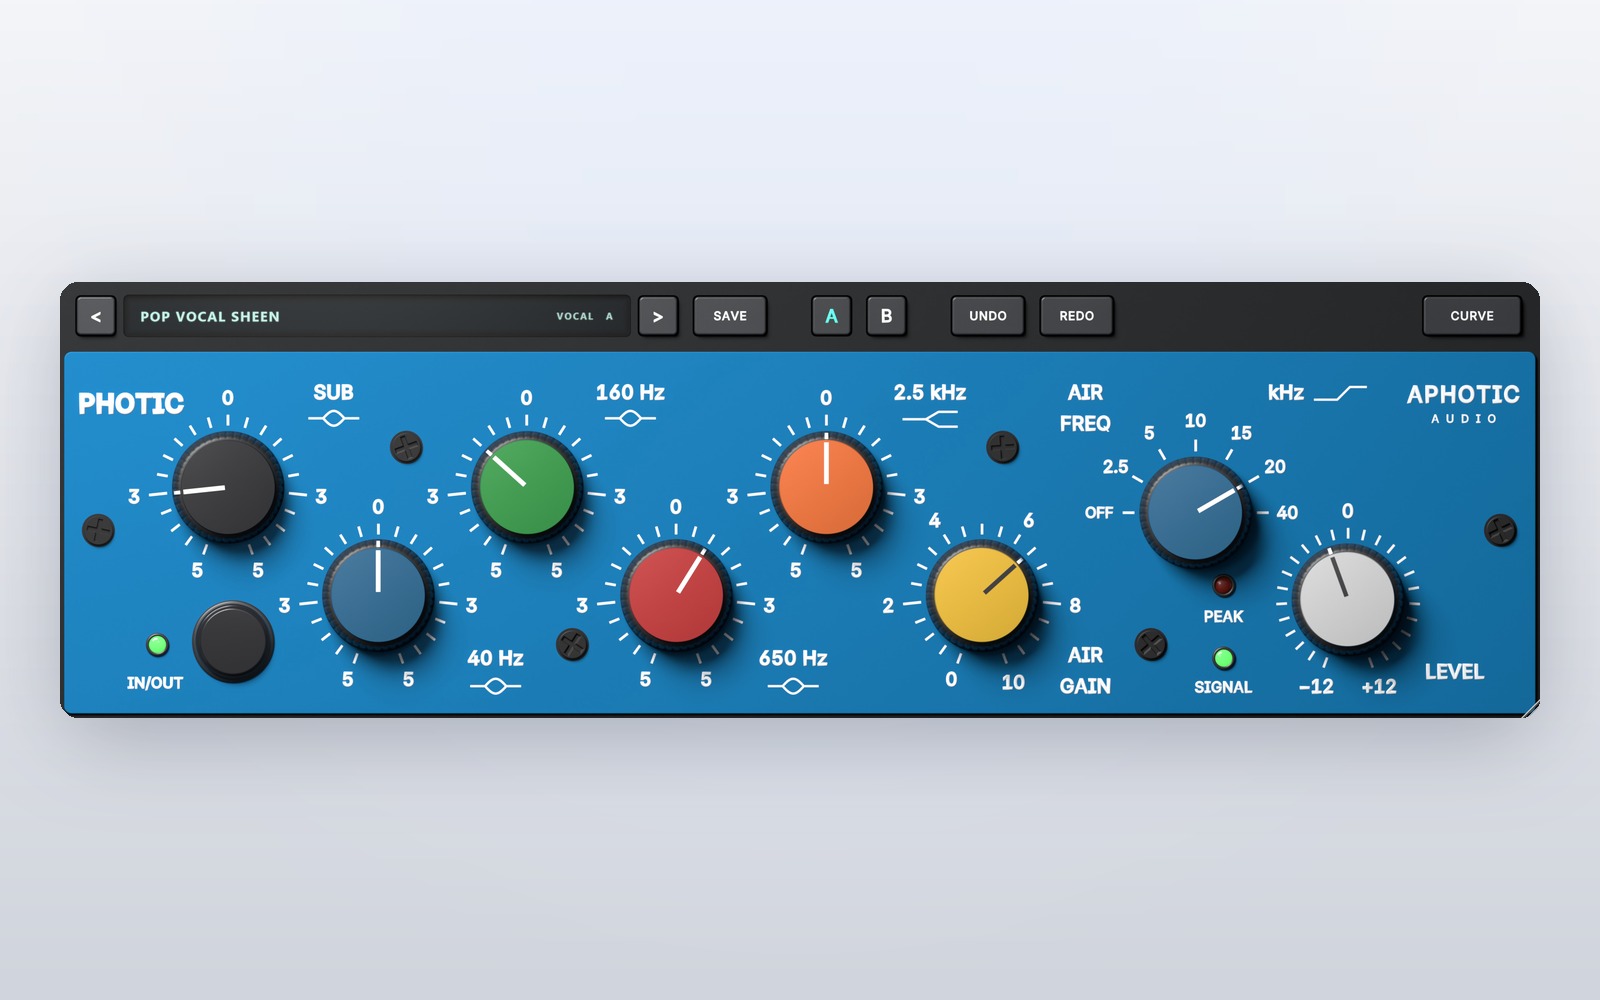 <
POP VOCAL SHEEN
VOCAL A
>
SAVE
A
B
UNDO
REDO
CURVE
PHOTIC
0
3
3
5
5
SUB
IN/OUT
0
3
3
5
5
40 Hz
0
3
3
5
5
160 Hz
0
3
3
5
5
650 Hz
0
3
3
5
5
2.5 kHz
0
2
4
6
8
10
AIR
GAIN
AIR
FREQ
OFF
2.5
5
10
15
20
40
kHz
PEAK
SIGNAL
0
−12
+12
LEVEL
APHOTIC
AUDIO